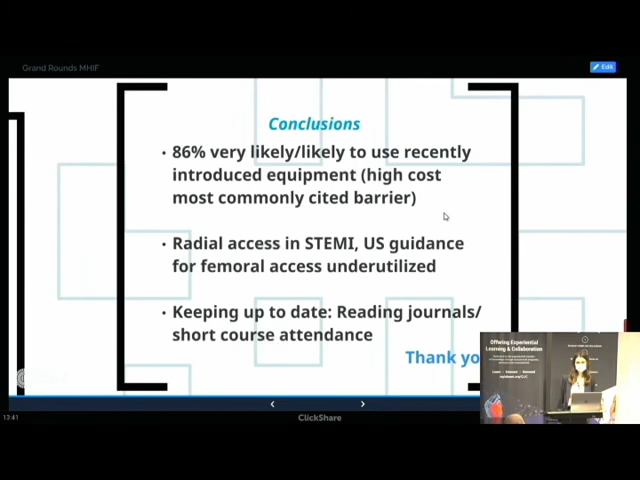 Grand Rounds MHIF
Edit
Conclusions
· 86% very likely/likely to use recently
introduced equipment (high cost
most commonly cited barrier)
· Radial access in STEMI, US guidance
for femoral access underutilized
· Keeping up to date: Reading journals/
short course attendance
Thank yo
Offering Experiential
Learning & Collaboration
13:41
ClickShare